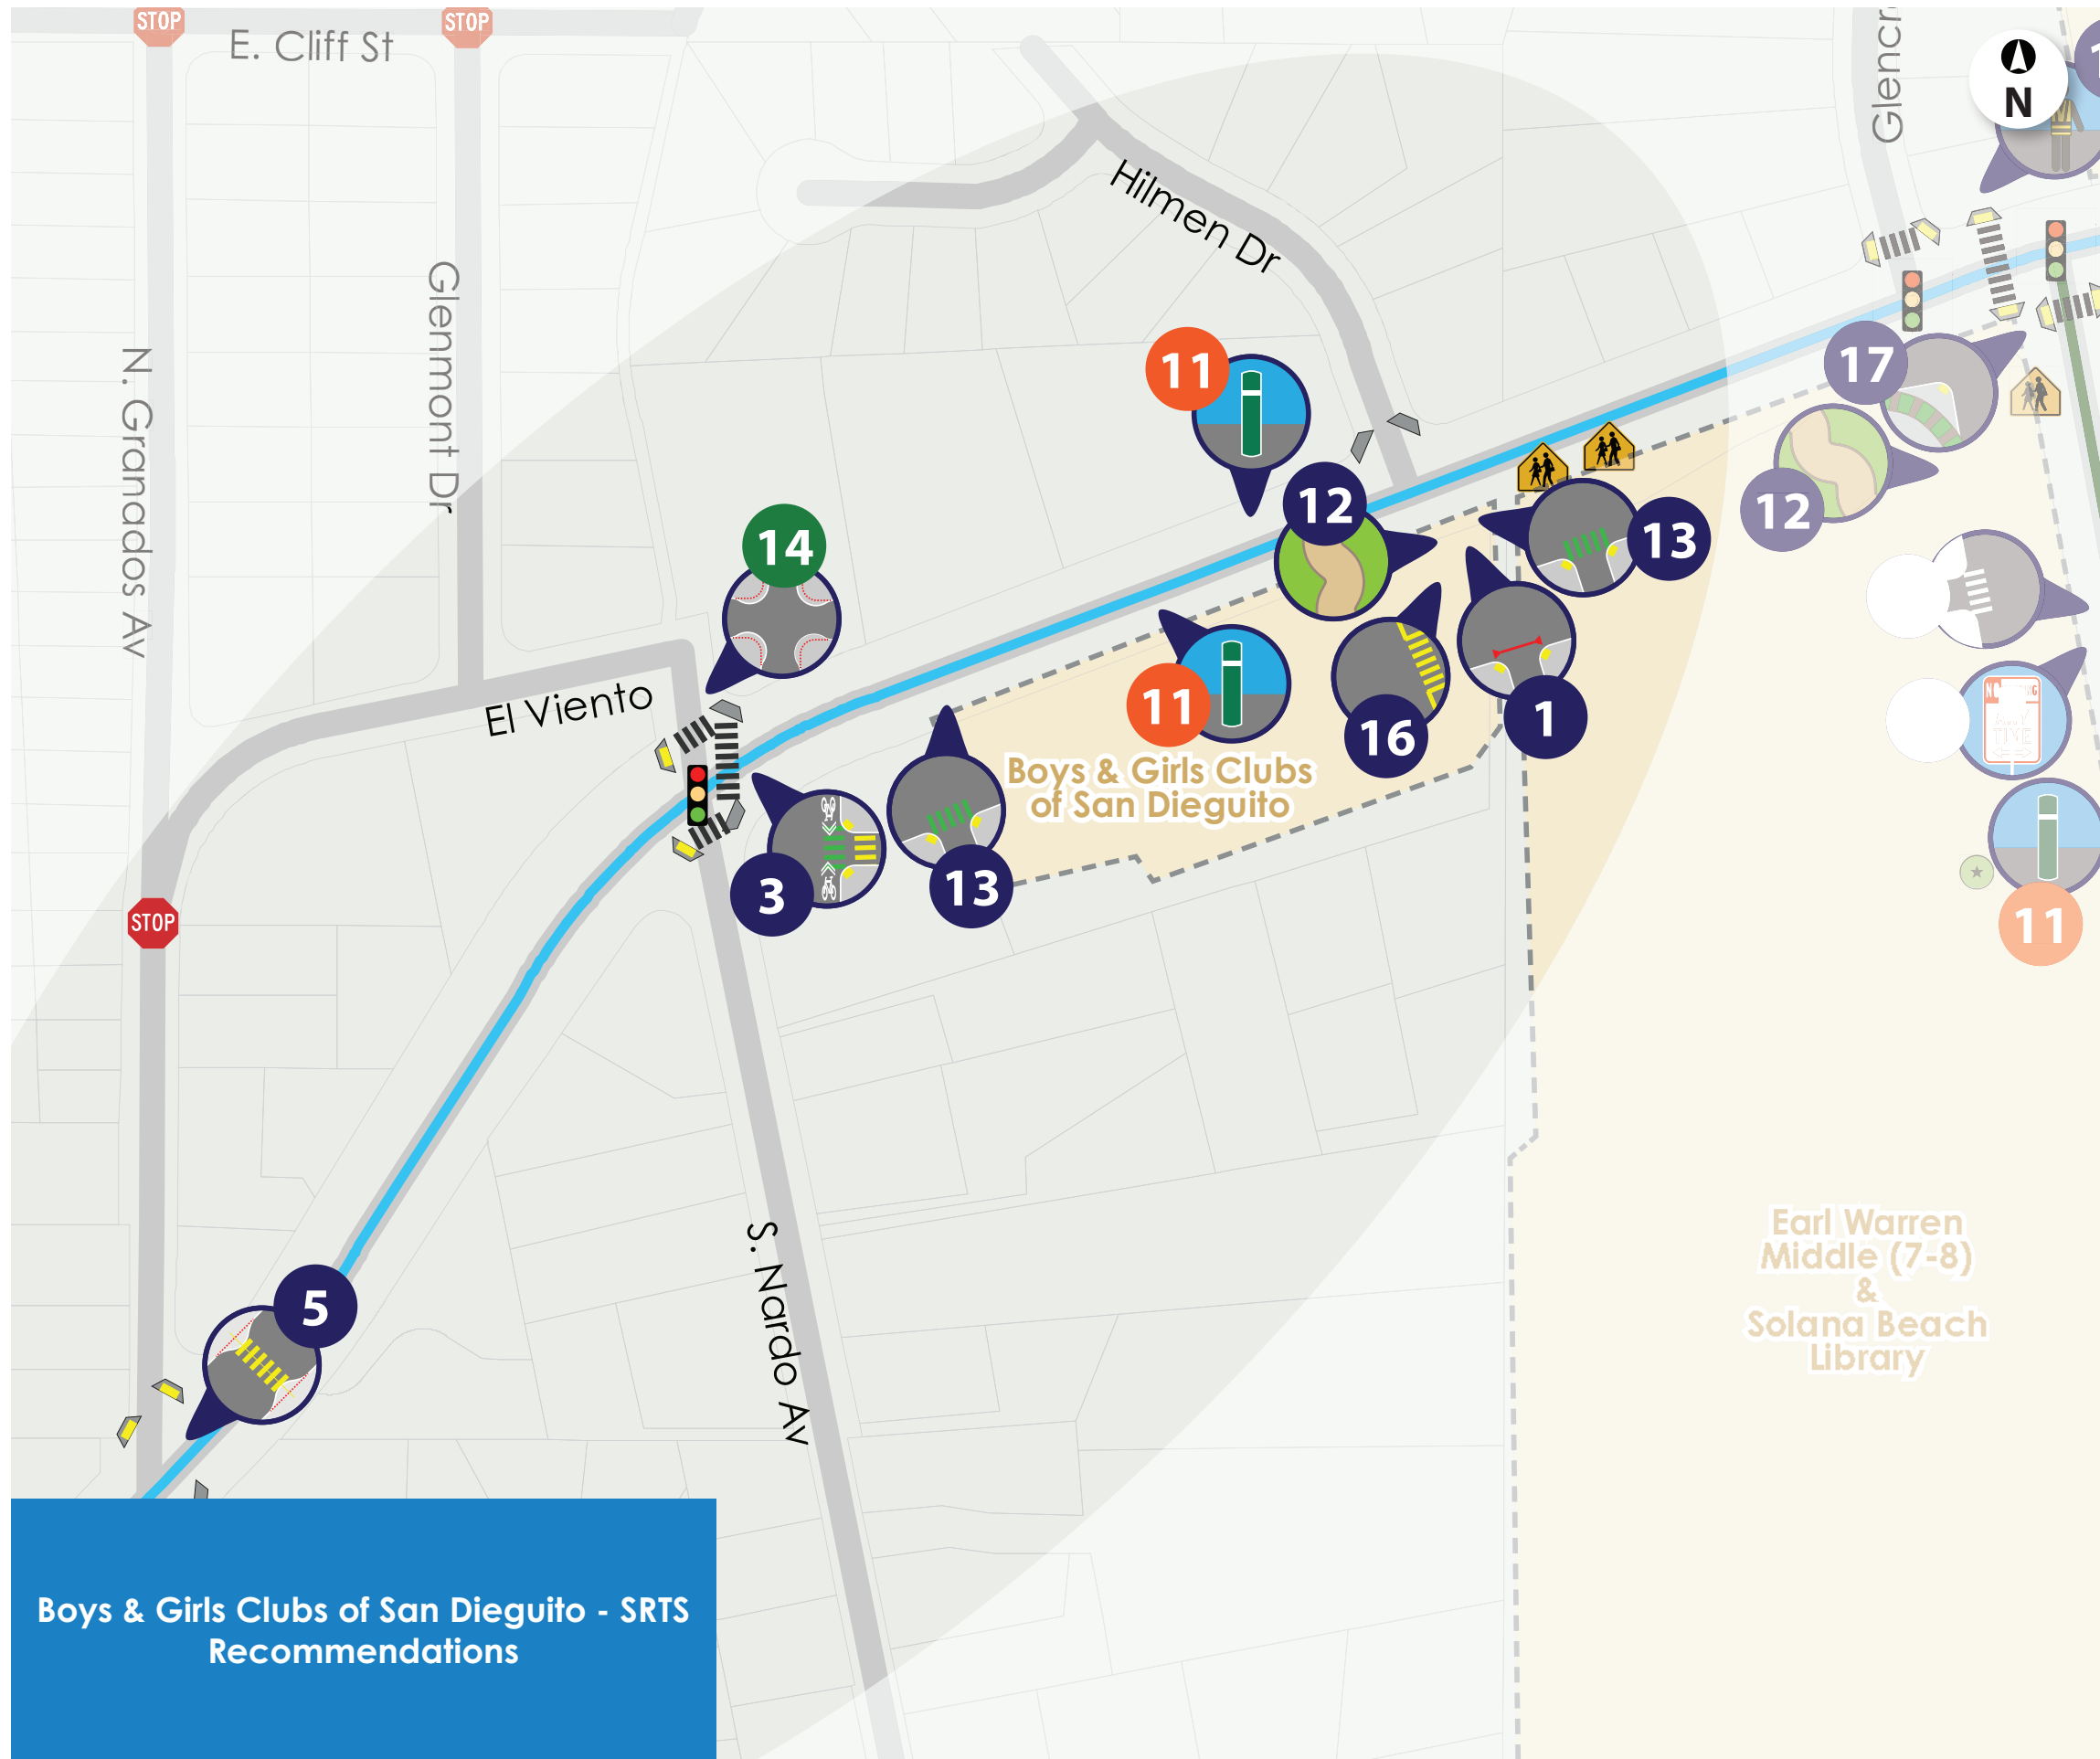 STOP
STOP
E. Cliff St
N
Hilmen Dr
Glenmont Dr
N. Granados Av
11
17
12
12
14
13
11
16
1
El Viento
Boys & Girls Clubs
of San Dieguito
3
13
11
STOP
Earl Warren
Middle (7-8)
&
Solana Beach
Library
S. Nardo Av
5
Boys & Girls Clubs of San Dieguito - SRTS
Recommendations